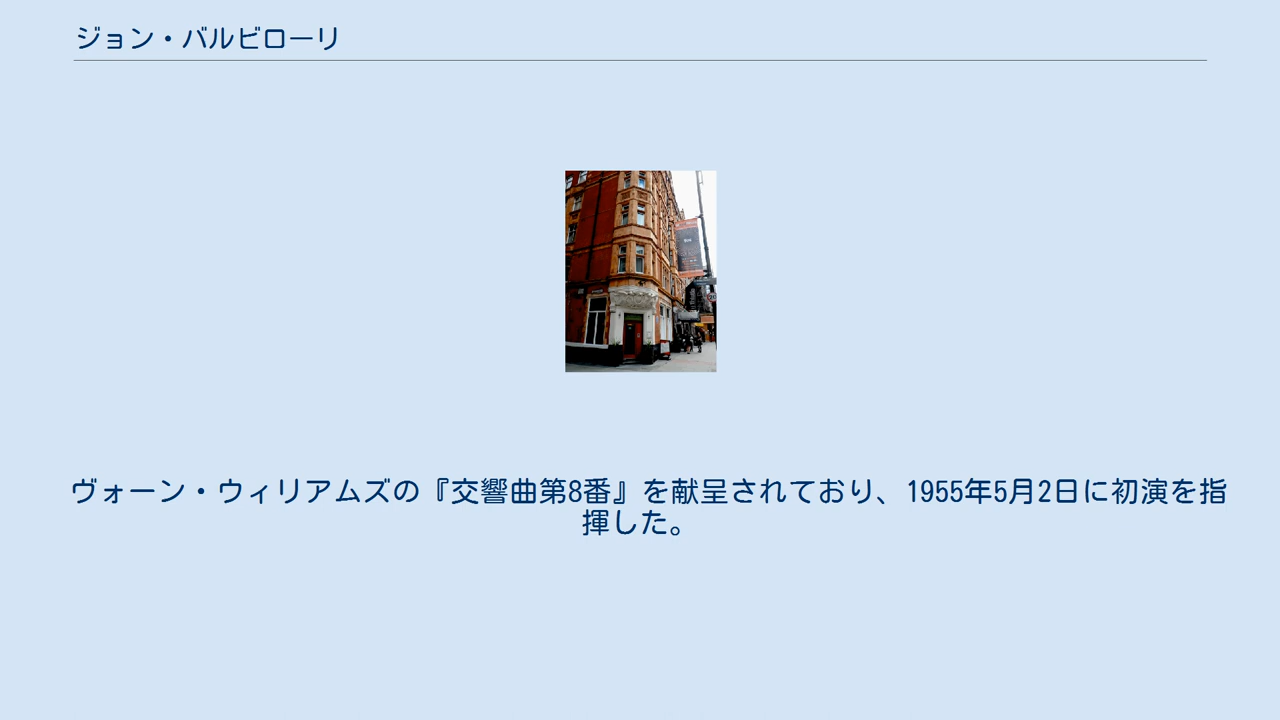 ジョン・バルビローリ
ヴォーン・ウィリアムズの『交響曲第8番』を献呈されており、1955年5月2日に初演を指
揮した。